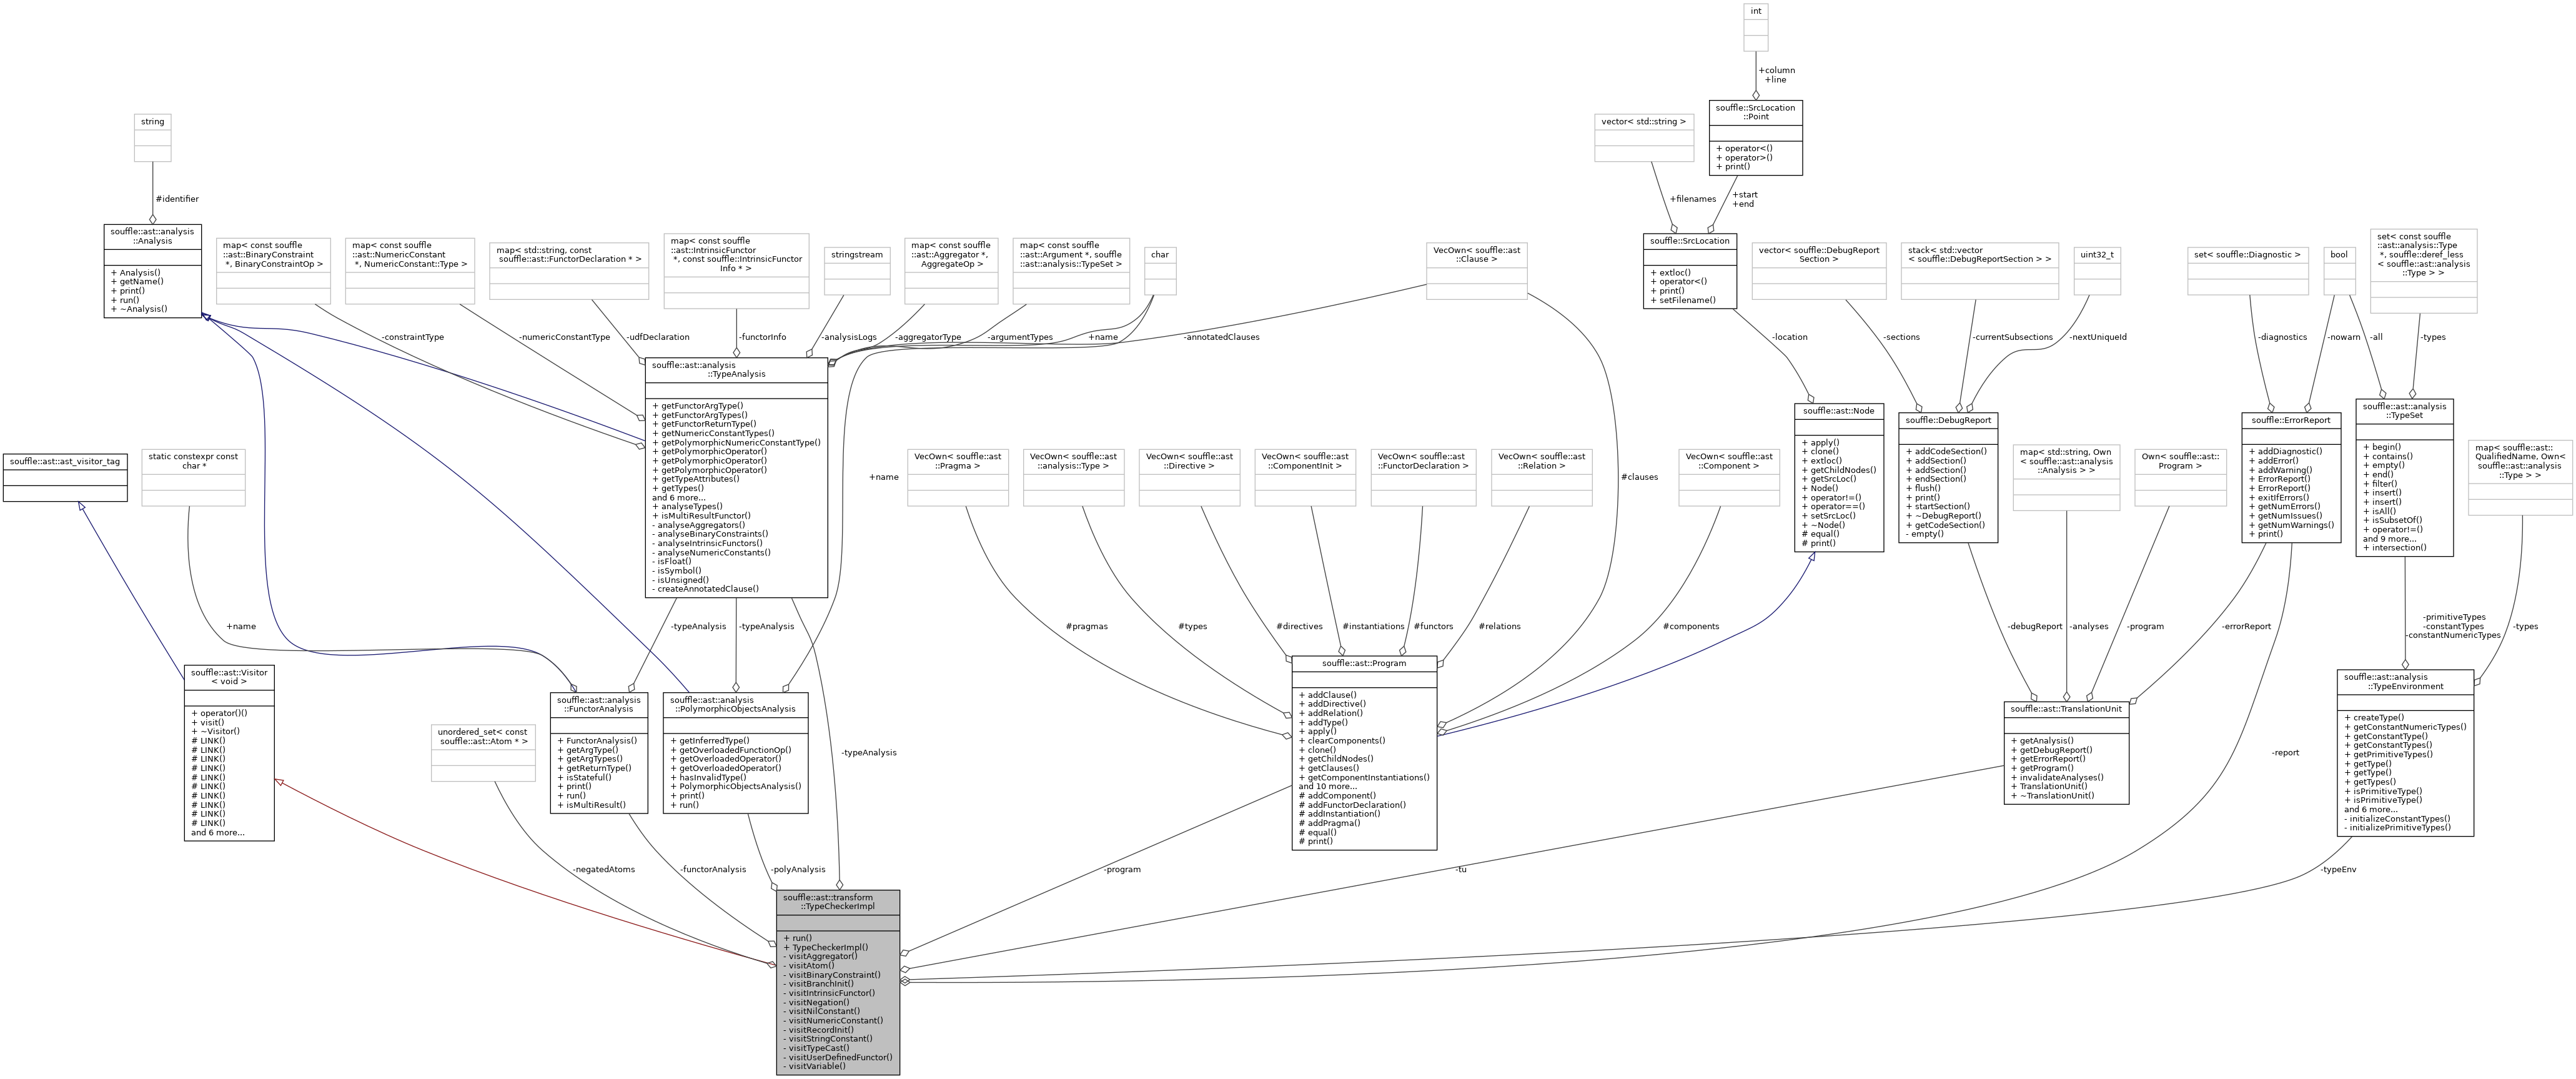 int
+column
+line
souffle::SrcLocation
::Point
+ operator<()
+ operator>()
+ print()
string
vector< std::string >
#identifier
+filenames
+start
+end
souffle::ast::analysis
::Analysis
+ Analysis()
+ getName()
+ print()
+ run()
+ ~Analysis()
map< const souffle
::ast::BinaryConstraint
*, BinaryConstraintOp >
map< const souffle
::ast::NumericConstant
*, NumericConstant::Type >
map< std::string, const
souffle::ast::FunctorDeclaration * >
map< const souffle
::ast::IntrinsicFunctor
*, const souffle::IntrinsicFunctor
Info * >
stringstream
map< const souffle
::ast::Aggregator *,
AggregateOp >
map< const souffle
::ast::Argument *, souffle
::ast::analysis::TypeSet >
char
VecOwn< souffle::ast
::Clause >
souffle::SrcLocation
+ extloc()
+ operator<()
+ print()
+ setFilename()
vector< souffle::DebugReport
Section >
stack< std::vector
< souffle::DebugReportSection > >
uint32_t
set< souffle::Diagnostic >
bool
set< const souffle
::ast::analysis::Type
*, souffle::deref_less
< souffle::ast::analysis
::Type > >
-constraintType
-numericConstantType
-udfDeclaration
-functorInfo
-analysisLogs
-aggregatorType
-argumentTypes
+name
-annotatedClauses
-location
-sections
-currentSubsections
-nextUniqueId
-diagnostics
-nowarn
-all
-types
souffle::ast::analysis
::TypeAnalysis
+ getFunctorArgType()
+ getFunctorArgTypes()
+ getFunctorReturnType()
+ getNumericConstantTypes()
+ getPolymorphicNumericConstantType()
+ getPolymorphicOperator()
+ getPolymorphicOperator()
+ getPolymorphicOperator()
+ getTypeAttributes()
+ getTypes()
and 6 more...
+ analyseTypes()
+ isMultiResultFunctor()
- analyseAggregators()
- analyseBinaryConstraints()
- analyseIntrinsicFunctors()
- analyseNumericConstants()
- isFloat()
- isSymbol()
- isUnsigned()
- createAnnotatedClause()
souffle::ast::Node
+ apply()
+ clone()
+ extloc()
+ getChildNodes()
+ getSrcLoc()
+ Node()
+ operator!=()
+ operator==()
+ setSrcLoc()
+ ~Node()
# equal()
# print()
souffle::DebugReport
+ addCodeSection()
+ addSection()
+ addSection()
+ endSection()
+ flush()
+ print()
+ startSection()
+ ~DebugReport()
+ getCodeSection()
- empty()
souffle::ErrorReport
+ addDiagnostic()
+ addError()
+ addWarning()
+ ErrorReport()
+ ErrorReport()
+ exitIfErrors()
+ getNumErrors()
+ getNumIssues()
+ getNumWarnings()
+ print()
souffle::ast::analysis
::TypeSet
+ begin()
+ contains()
+ empty()
+ end()
+ filter()
+ insert()
+ insert()
+ isAll()
+ isSubsetOf()
+ operator!=()
and 9 more...
+ intersection()
souffle::ast::ast_visitor_tag
static constexpr const
char *
+name
VecOwn< souffle::ast
::Pragma >
VecOwn< souffle::ast
::analysis::Type >
VecOwn< souffle::ast
::Directive >
VecOwn< souffle::ast
::ComponentInit >
VecOwn< souffle::ast
::FunctorDeclaration >
VecOwn< souffle::ast
::Relation >
#clauses
VecOwn< souffle::ast
::Component >
map< std::string, Own
< souffle::ast::analysis
::Analysis > >
Own< souffle::ast::
Program >
map< souffle::ast::
QualifiedName, Own<
souffle::ast::analysis
::Type > >
+name
-typeAnalysis
-typeAnalysis
#pragmas
#types
#directives
#instantiations
#functors
#relations
#components
-debugReport
-analyses
-program
-errorReport
-primitiveTypes
-constantTypes
-constantNumericTypes
-types
souffle::ast::Visitor
< void >
+ operator()()
+ visit()
+ ~Visitor()
# LINK()
# LINK()
# LINK()
# LINK()
# LINK()
# LINK()
# LINK()
# LINK()
# LINK()
# LINK()
and 6 more...
souffle::ast::analysis
::FunctorAnalysis
+ FunctorAnalysis()
+ getArgType()
+ getArgTypes()
+ getReturnType()
+ isStateful()
+ print()
+ run()
+ isMultiResult()
souffle::ast::analysis
::PolymorphicObjectsAnalysis
+ getInferredType()
+ getOverloadedFunctionOp()
+ getOverloadedOperator()
+ getOverloadedOperator()
+ hasInvalidType()
+ PolymorphicObjectsAnalysis()
+ print()
+ run()
-typeAnalysis
souffle::ast::Program
+ addClause()
+ addDirective()
+ addRelation()
+ addType()
+ apply()
+ clearComponents()
+ clone()
+ getChildNodes()
+ getClauses()
+ getComponentInstantiations()
and 10 more...
# addComponent()
# addFunctorDeclaration()
# addInstantiation()
# addPragma()
# equal()
# print()
souffle::ast::TranslationUnit
+ getAnalysis()
+ getDebugReport()
+ getErrorReport()
+ getProgram()
+ invalidateAnalyses()
+ TranslationUnit()
+ ~TranslationUnit()
-report
souffle::ast::analysis
::TypeEnvironment
+ createType()
+ getConstantNumericTypes()
+ getConstantType()
+ getConstantTypes()
+ getPrimitiveTypes()
+ getType()
+ getType()
+ getTypes()
+ isPrimitiveType()
+ isPrimitiveType()
and 6 more...
- initializeConstantTypes()
- initializePrimitiveTypes()
unordered_set< const
souffle::ast::Atom * >
-negatedAtoms
-functorAnalysis
-polyAnalysis
-program
-tu
-typeEnv
souffle::ast::transform
::TypeCheckerImpl
+ run()
+ TypeCheckerImpl()
- visitAggregator()
- visitAtom()
- visitBinaryConstraint()
- visitBranchInit()
- visitIntrinsicFunctor()
- visitNegation()
- visitNilConstant()
- visitNumericConstant()
- visitRecordInit()
- visitStringConstant()
- visitTypeCast()
- visitUserDefinedFunctor()
- visitVariable()